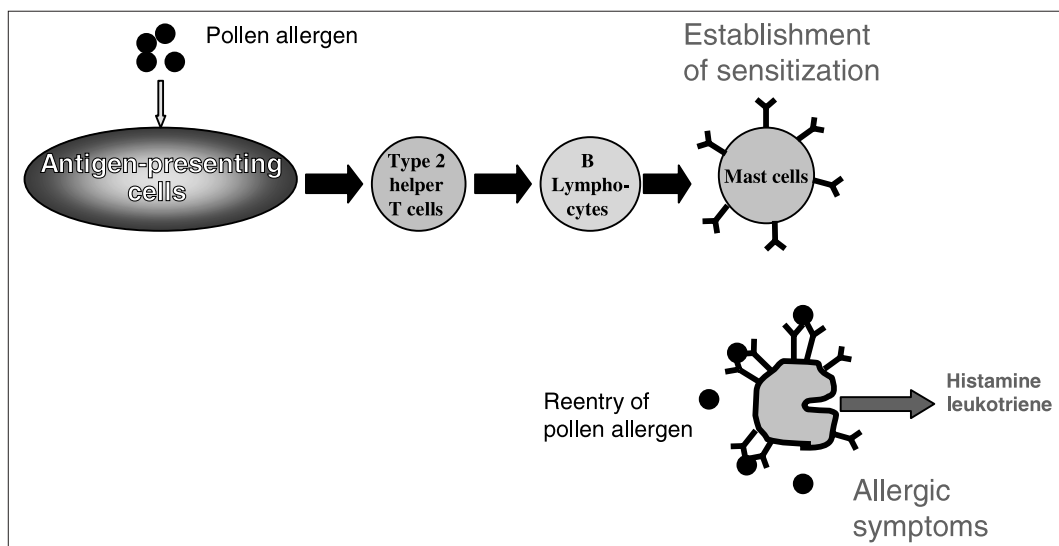 Pollen allergen
Establishment
of sensitization
Antigen-presenting
cells
Type 2
helper
T cells
B
Lympho-
cytes
Mast cells
Reentry of
pollen allergen
Histamine
leukotriene
Allergic
symptoms